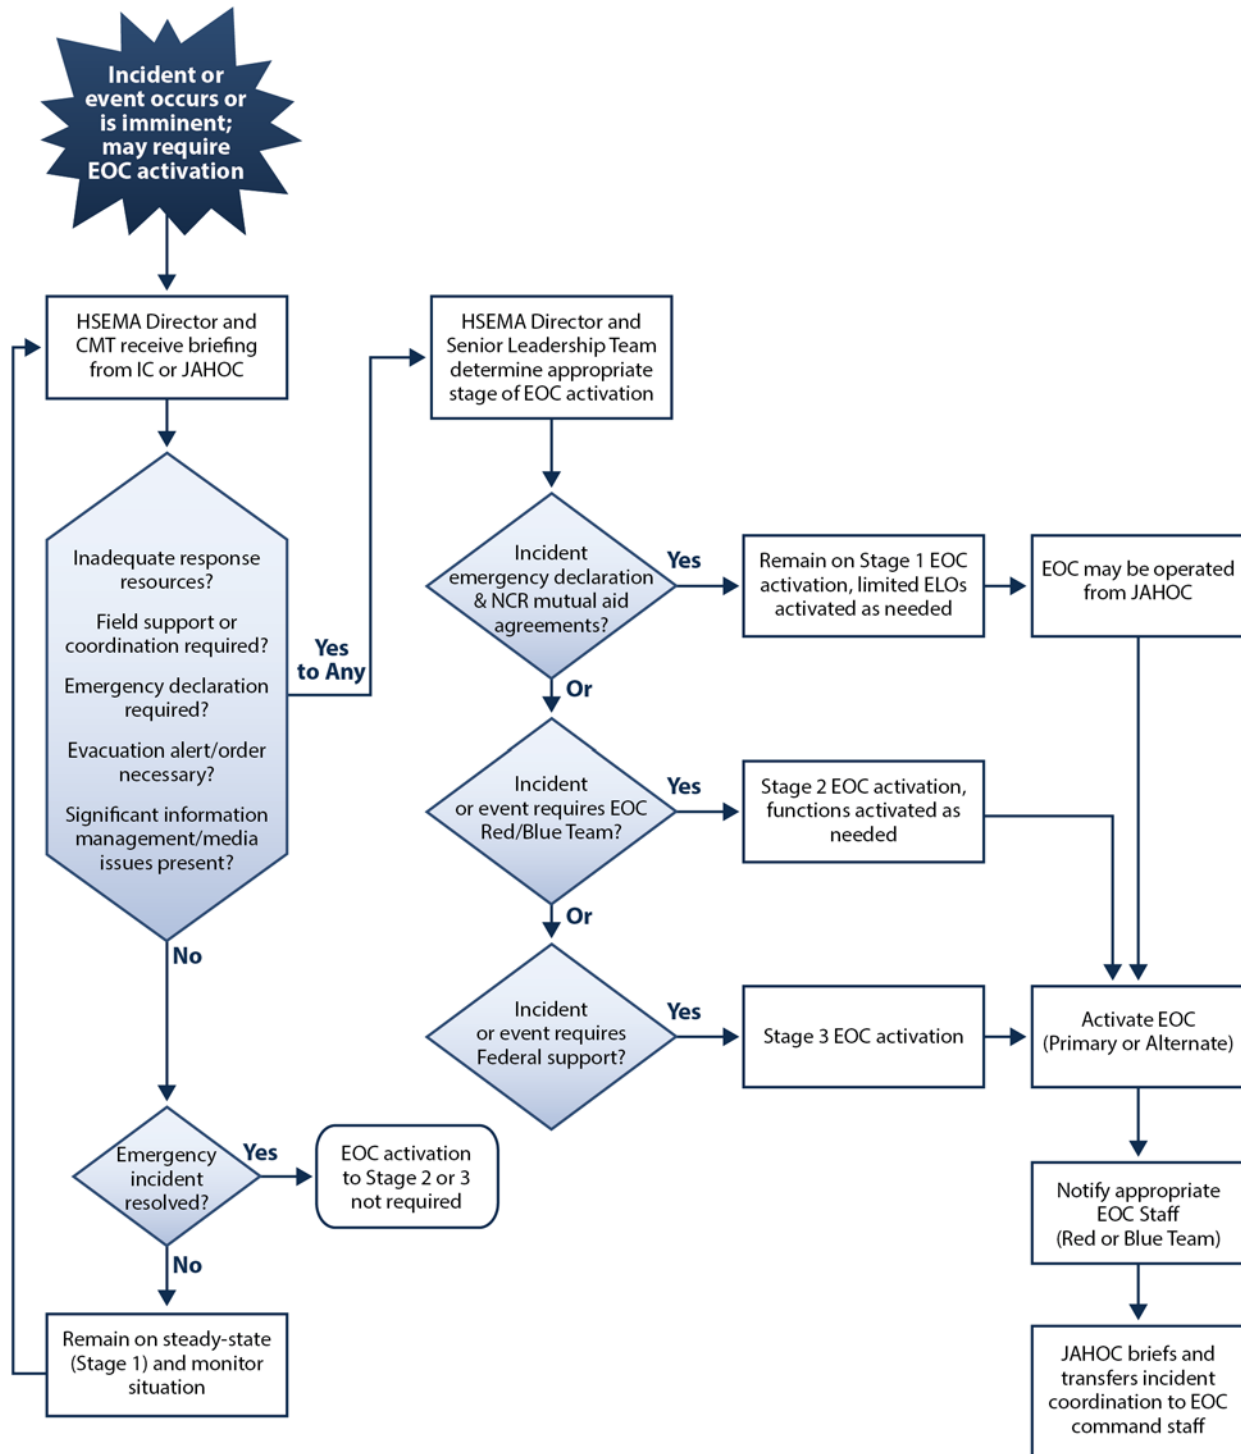 Incident or
event occurs or
is imminent;
may require
EOC activation
HSEMA Director and
CMT receive briefing
from IC or JAHOC
HSEMA Director and
Senior Leadership Team
determine appropriate
stage of EOC activation
Inadequate response
resources?
Field support or
coordination required?
Emergency declaration
required?
Evacuation alert/order
necessary?
Significant information
management/media
issues present?
Yes
to Any
Incident
emergency declaration
& NCR mutual aid
agreements?
Yes
Remain on Stage 1 EOC
activation, limited ELOs
activated as needed
EOC may be operated
from JAHOC
Or
Incident
or event requires EOC
Red/Blue Team?
Yes
Stage 2 EOC activation,
functions activated as
needed
Or
Incident
or event requires
Federal support?
Yes
Stage 3 EOC activation
Activate EOC
(Primary or Alternate)
No
Emergency
incident
resolved?
Yes
EOC activation
to Stage 2 or 3
not required
Notify appropriate
EOC Staff
(Red or Blue Team)
No
Remain on steady-state
(Stage 1) and monitor
situation
JAHOC briefs and
transfers incident
coordination to EOC
command staff